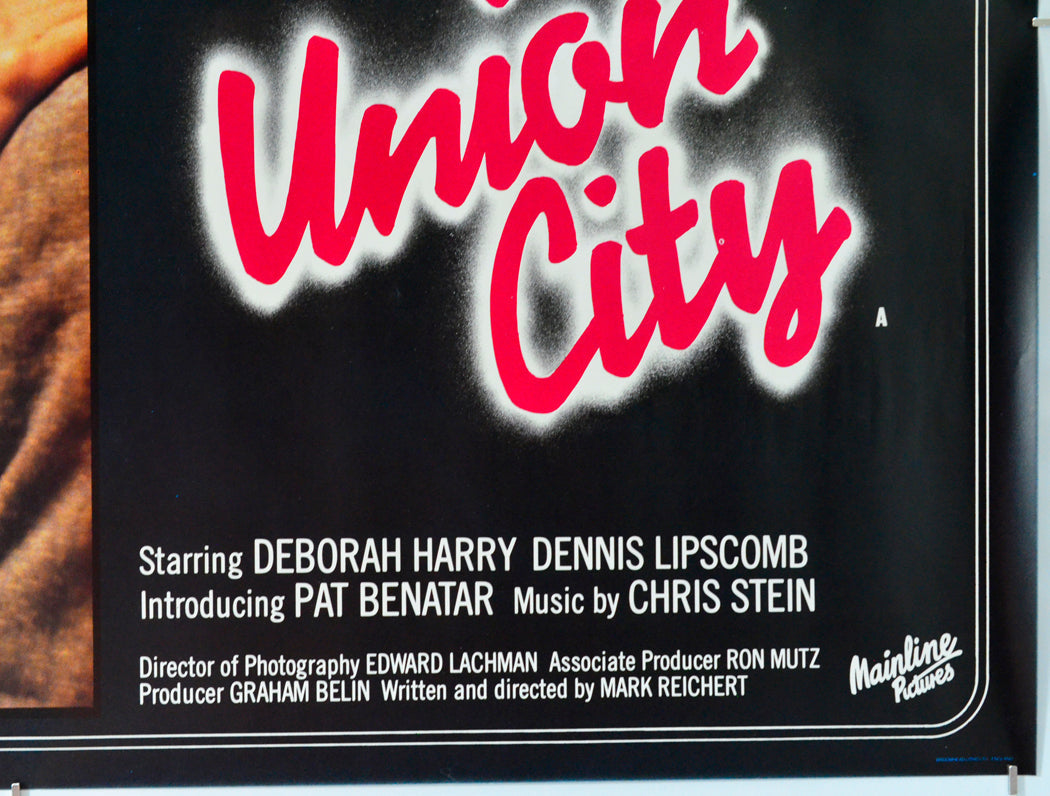 Union
City
A
Starring DEBORAH HARRY DENNIS LIPSCOMB
Introducing PAT BENATAR Music by CHRIS STEIN
Director of Photography EDWARD LACHMAN Associate Producer RON MUTZ
Producer GRAHAM BELIN Written and directed by MARK REICHERT
Mainline
Pictures